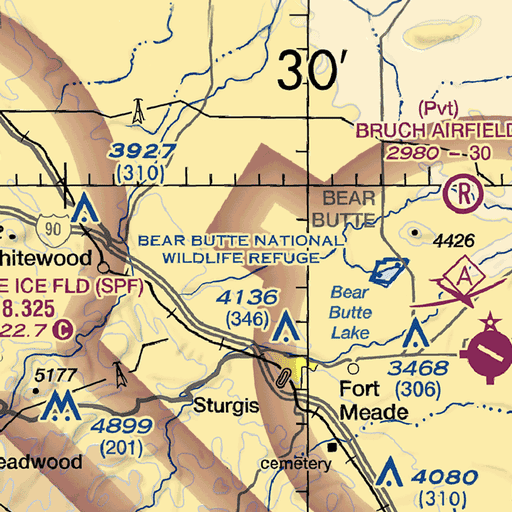 30′
(Pvt)
BRUCH AIRFIELD
2980 - -30
3927
(310)
R
BEAR
BUTTE
90
4426
BEAR BUTTE NATIONAL
WILDLIFE REFUGE
hitewood
E ICE FLD (SPF)
8.325
22.7 C
4136
(346)
Bear
Butte
Lake
A
3468
(306)
5177
Fort
Meade
Sturgis
4899
(201)
eadwood
cemetery
4080
(310)